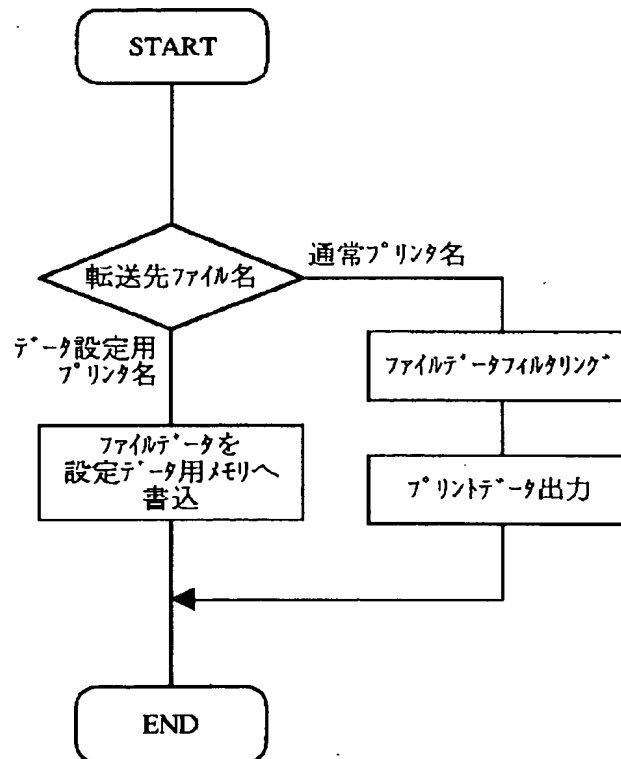 START
転送先ﾌｧｲﾙ名
通常ﾌﾟﾘﾝﾀ名
ﾃﾞｰﾀ設定用
ﾌﾟﾘﾝﾀ名
ﾌｧｲﾙﾃﾞｰﾀﾌｨﾙﾀﾘﾝｸﾞ
ﾌｧｲﾙﾃﾞｰﾀを
設定ﾃﾞｰﾀ用ﾒﾓﾘへ
書込
ﾌﾟﾘﾝﾄﾃﾞｰﾀ出力
END